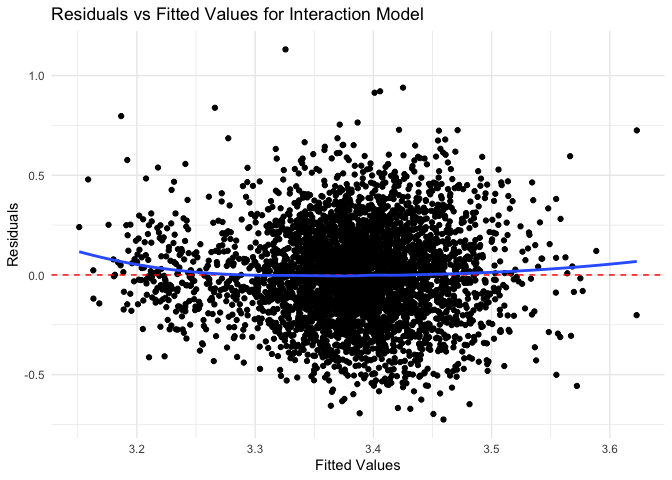 Residuals vs Fitted Values for Interaction Model
1.0
0.5
0.0
-0.5
Residuals
3.2 3.3 3.4 3.5 3.6
Fitted Values